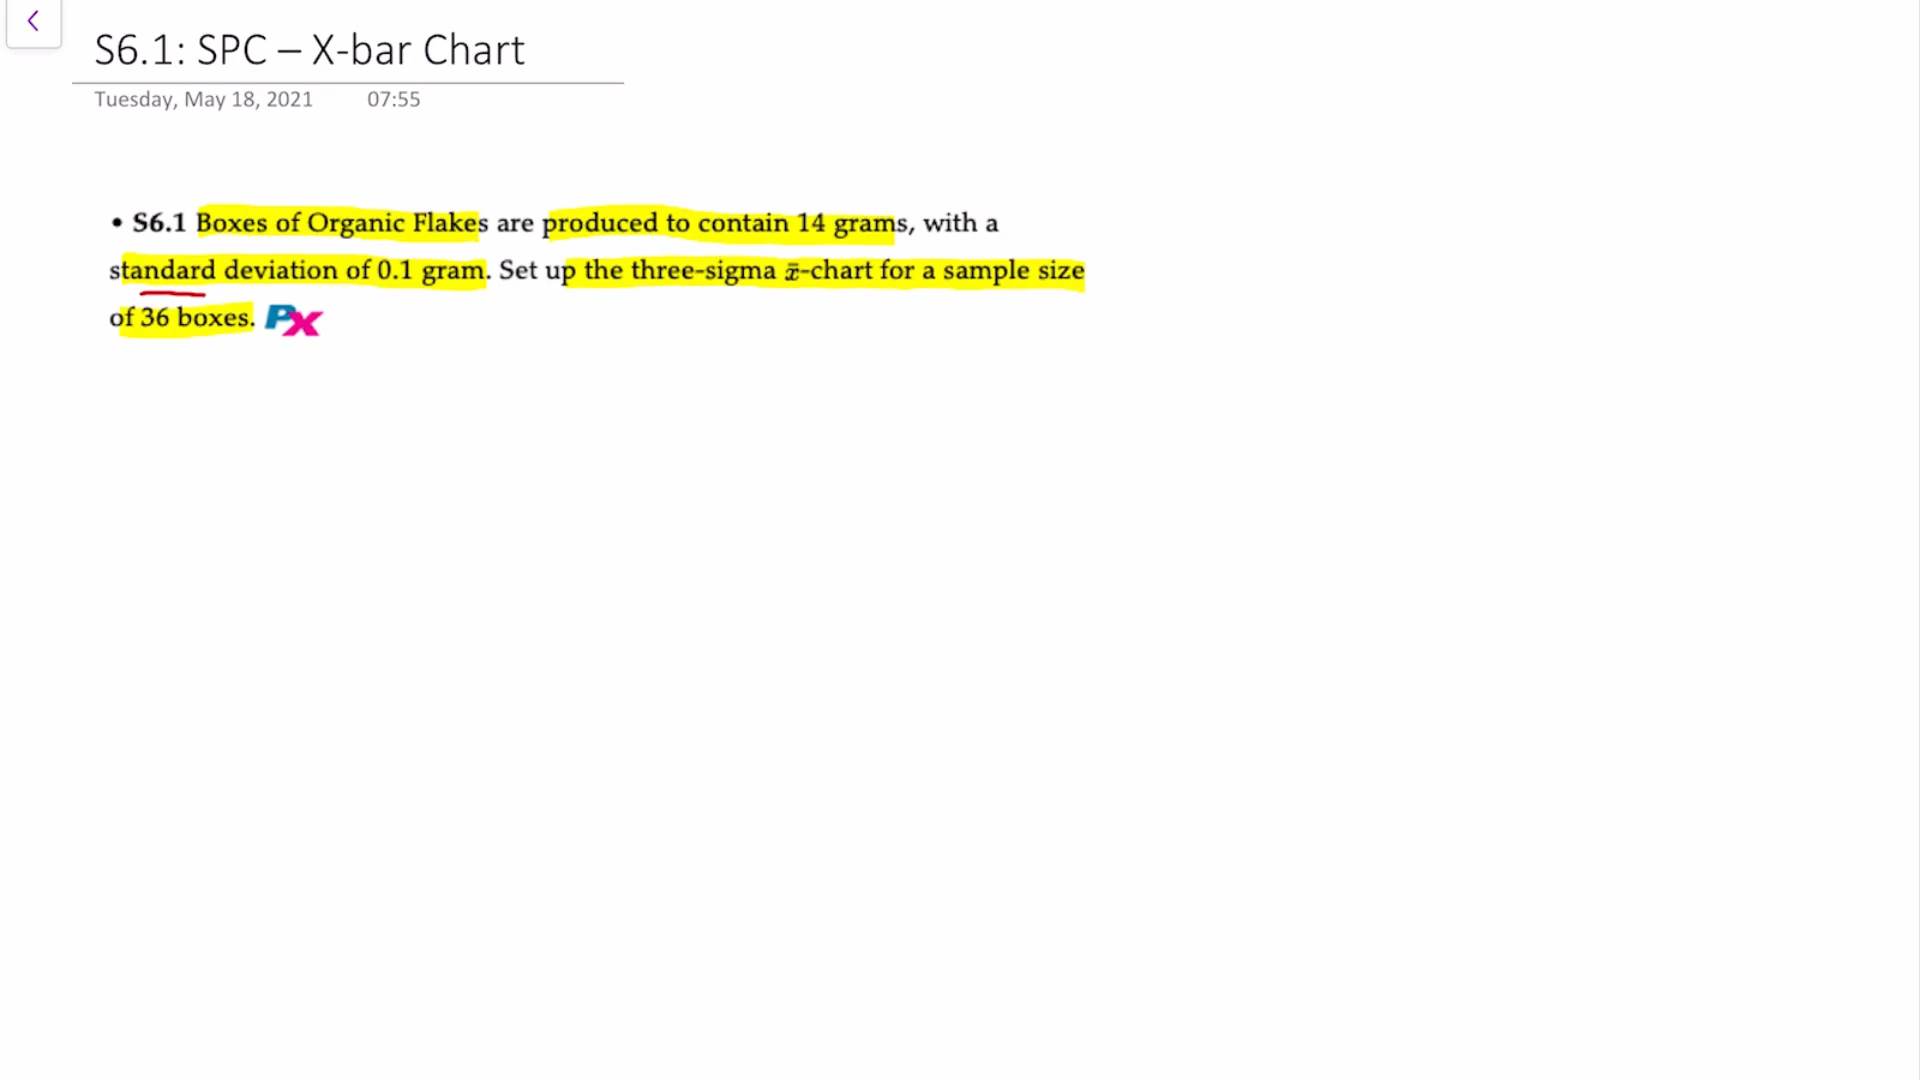 S6.1: SPC – X-bar Chart
Tuesday, May 18, 2021 07:55
• S6.1 Boxes of Organic Flakes are produced to contain 14 grams, with a
standard deviation of 0.1 gram. Set up the three-sigma x̄-chart for a sample size
of 36 boxes. PX